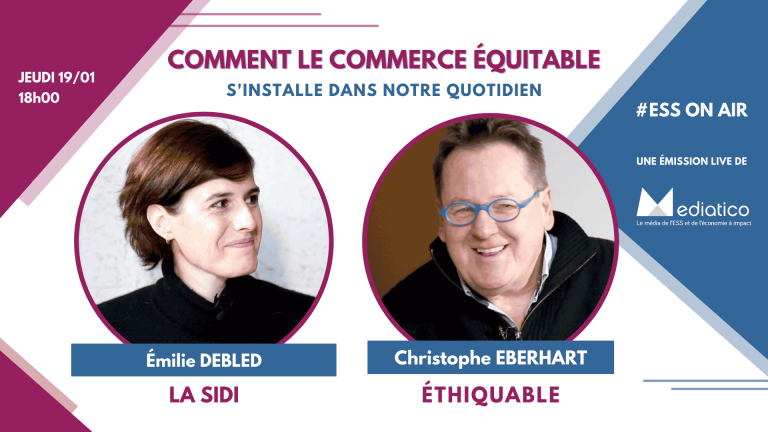 JEUDI 19/01
18h00
COMMENT LE COMMERCE ÉQUITABLE
S'INSTALLE DANS NOTRE QUOTIDIEN
#ESS ON AIR
UNE ÉMISSION LIVE DE
Mediatico
Le média de l'ESS et de l'économie à impact
Émilie DEBLED
LA SIDI
Christophe EBERHART
ÉTHIQUABLE